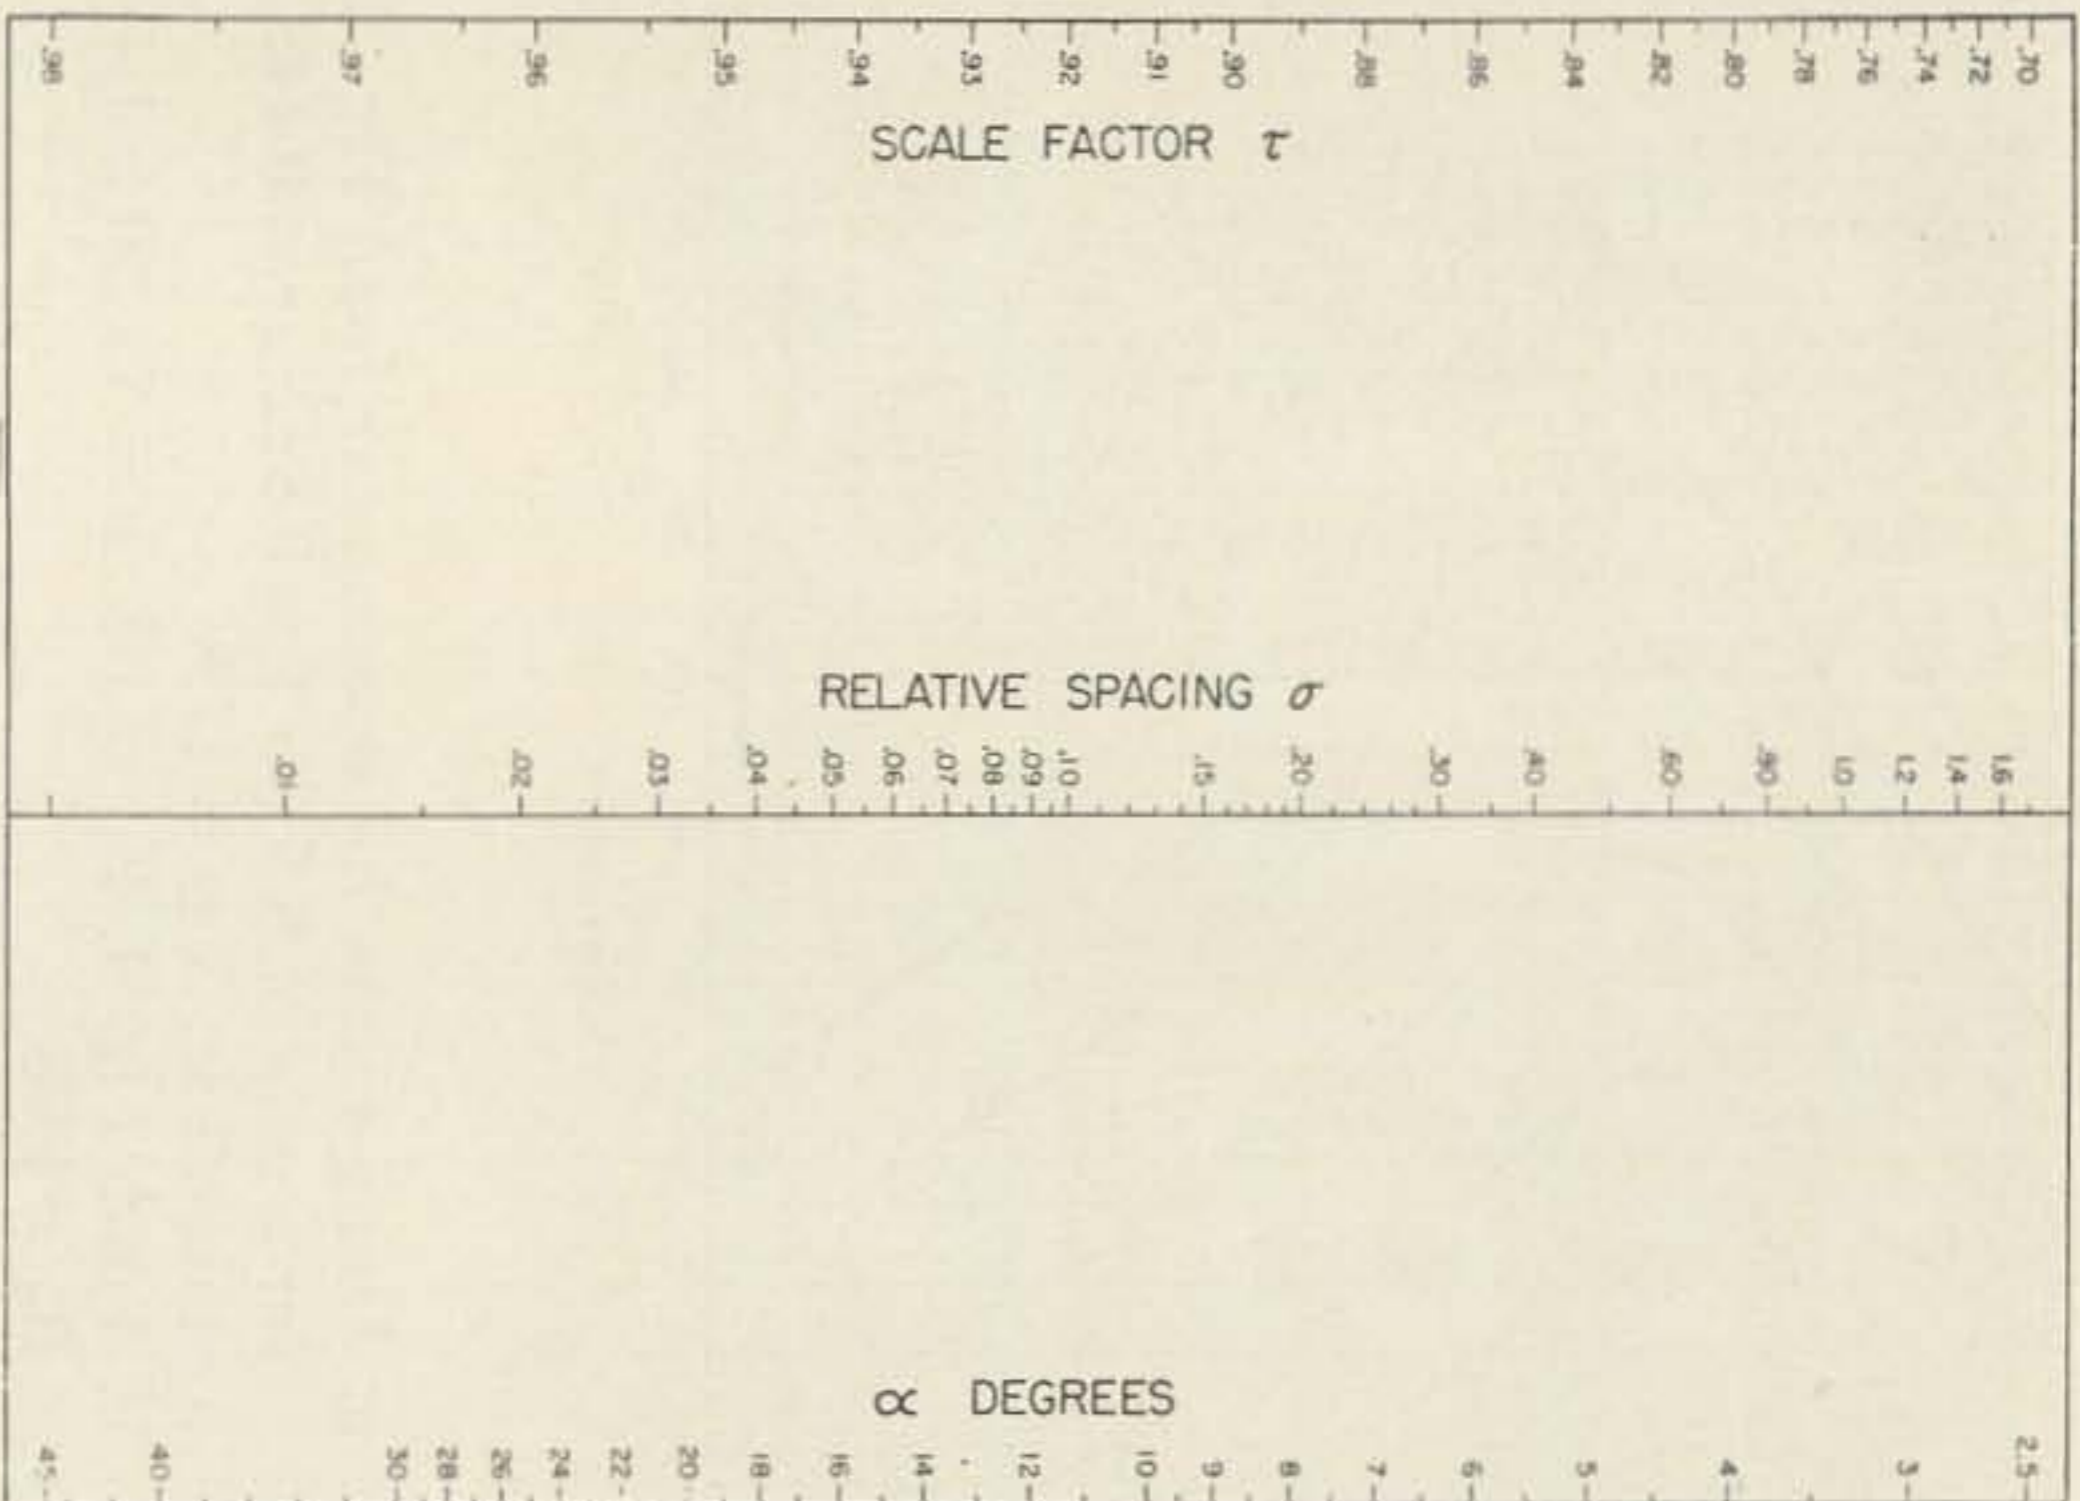 .98 .97 .96 .95 .94 .93 .92 .91 .90 .88 .86 .84 .82 .80 .78 .76 .74 .72 .70
SCALE FACTOR τ
RELATIVE SPACING σ
.01 .02 .03 .04 .05 .06 .07 .08 .09 .10 .15 .20 .30 .40 .60 .80 1.0 1.2 1.4 1.6
α DEGREES
45 40 30 28 26 24 22 20 18 16 14 12 10 9 8 7 6 5 4 3 2.5